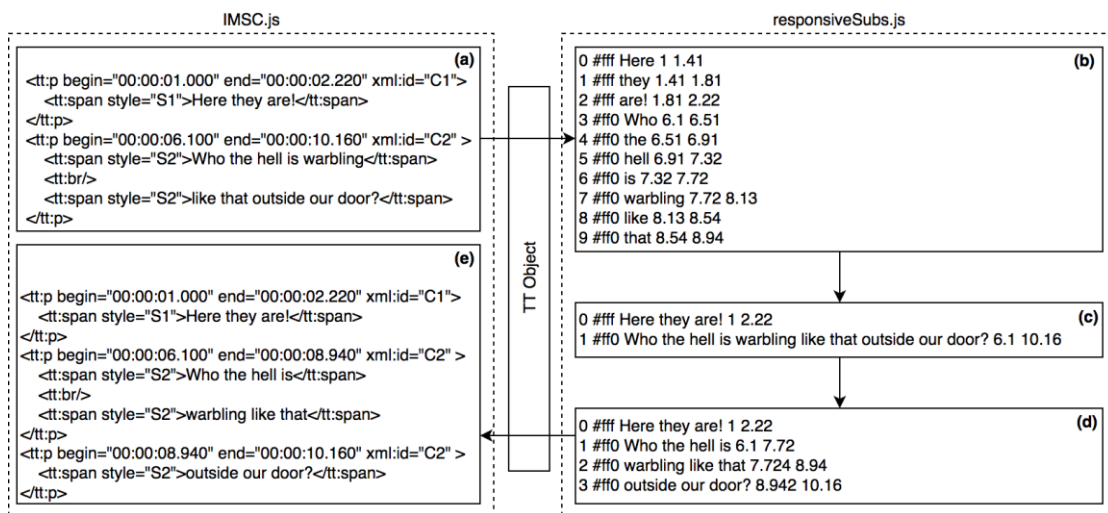 IMSC.js
(a)
<tt:p begin="00:00:01.000" end="00:00:02.220" xml:id="C1">
<tt:span style="S1">Here they are!</tt:span>
</tt:p>
<tt:p begin="00:00:06.100" end="00:00:10.160" xml:id="C2" >
<tt:span style="S2">Who the hell is warbling</tt:span>
<tt:br/>
<tt:span style="S2">like that outside our door?</tt:span>
</tt:p>
(e)
<tt:p begin="00:00:01.000" end="00:00:02.220" xml:id="C1">
<tt:span style="S1">Here they are!</tt:span>
</tt:p>
<tt:p begin="00:00:06.100" end="00:00:08.940" xml:id="C2" >
<tt:span style="S2">Who the hell is</tt:span>
<tt:br/>
<tt:span style="S2">warbling like that</tt:span>
</tt:p>
<tt:p begin="00:00:08.940" end="00:00:10.160" xml:id="C2" >
<tt:span style="S2">outside our door?</tt:span>
</tt:p>
TT Object
responsiveSubs.js
(b)
0 #fff Here 1 1.41
1 #fff they 1.41 1.81
2 #fff are! 1.81 2.22
3 #ff0 Who 6.1 6.51
4 #ff0 the 6.51 6.91
5 #ff0 hell 6.91 7.32
6 #ff0 is 7.32 7.72
7 #ff0 warbling 7.72 8.13
8 #ff0 like 8.13 8.54
9 #ff0 that 8.54 8.94
(c)
0 #fff Here they are! 1 2.22
1 #ff0 Who the hell is warbling like that outside our door? 6.1 10.16
(d)
0 #fff Here they are! 1 2.22
1 #ff0 Who the hell is 6.1 7.72
2 #ff0 warbling like that 7.724 8.94
3 #ff0 outside our door? 8.942 10.16